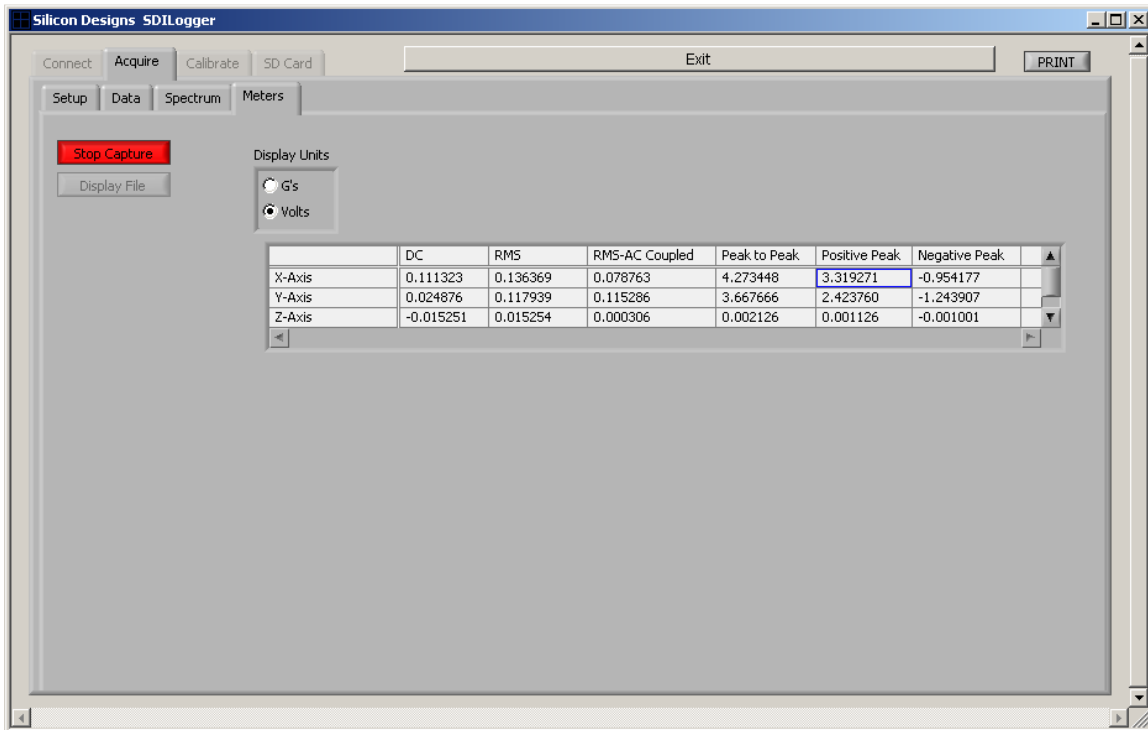 Silicon Designs SDILogger
Connect Acquire Calibrate SD Card Exit PRINT
Setup Data Spectrum Meters
Stop Capture
Display File
Display Units
G's
Volts
DC RMS RMS-AC Coupled Peak to Peak Positive Peak Negative Peak
X-Axis 0.111323 0.136369 0.078763 4.273448 3.319271 -0.954177
Y-Axis 0.024876 0.117939 0.115286 3.667666 2.423760 -1.243907
Z-Axis -0.015251 0.015254 0.000306 0.002126 0.001126 -0.001001